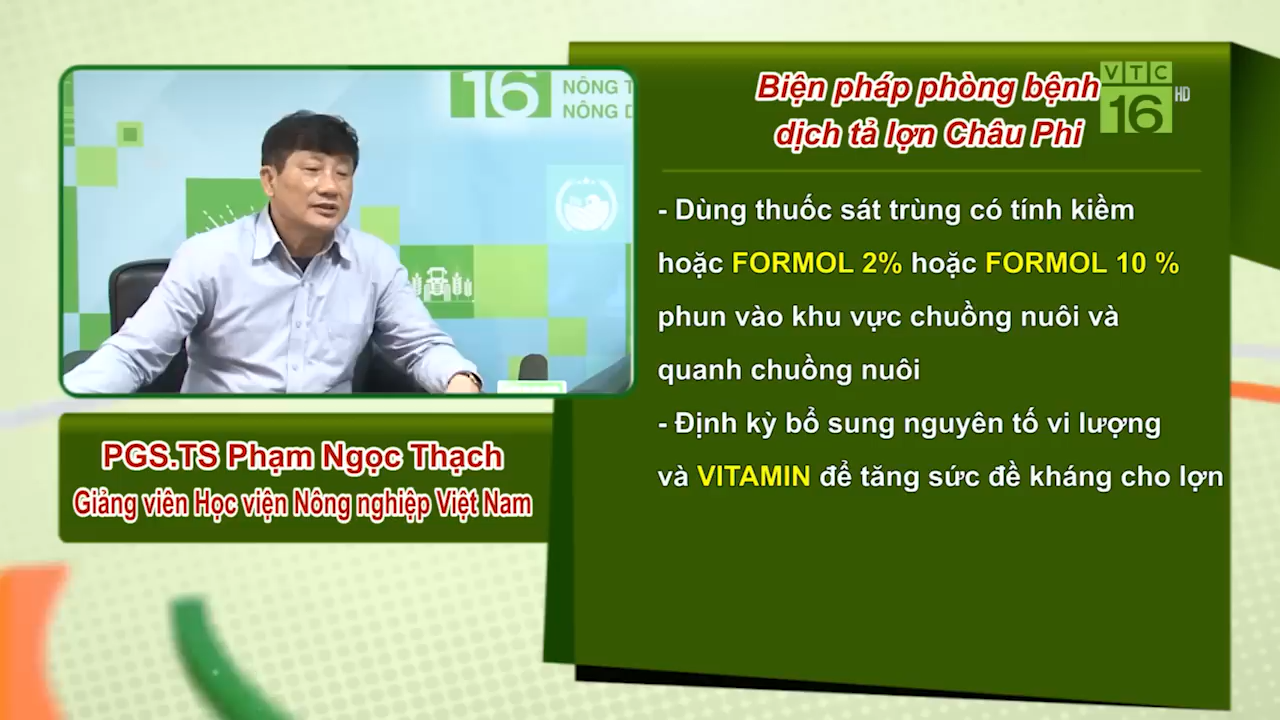 16
NÔNG T
NÔNG D
VTC
16
HD
Biện pháp phòng bệnh
dịch tả lợn Châu Phi
- Dùng thuốc sát trùng có tính kiềm
hoặc FORMOL 2% hoặc FORMOL 10 %
phun vào khu vực chuồng nuôi và
quanh chuồng nuôi
- Định kỳ bổ sung nguyên tố vi lượng
và VITAMIN để tăng sức đề kháng cho lợn
PGS.TS Phạm Ngọc Thạch
Giảng viên Học viện Nông nghiệp Việt Nam